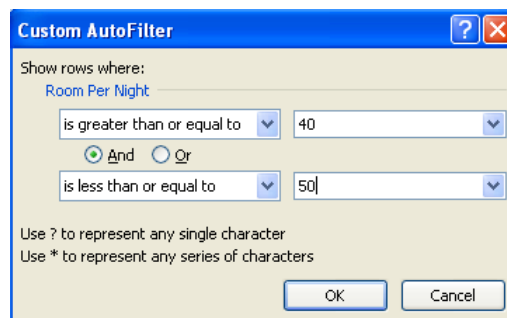 Custom AutoFilter
Show rows where:
Room Per Night
is greater than or equal to 40
And Or
is less than or equal to 50
Use ? to represent any single character
Use * to represent any series of characters
OK Cancel